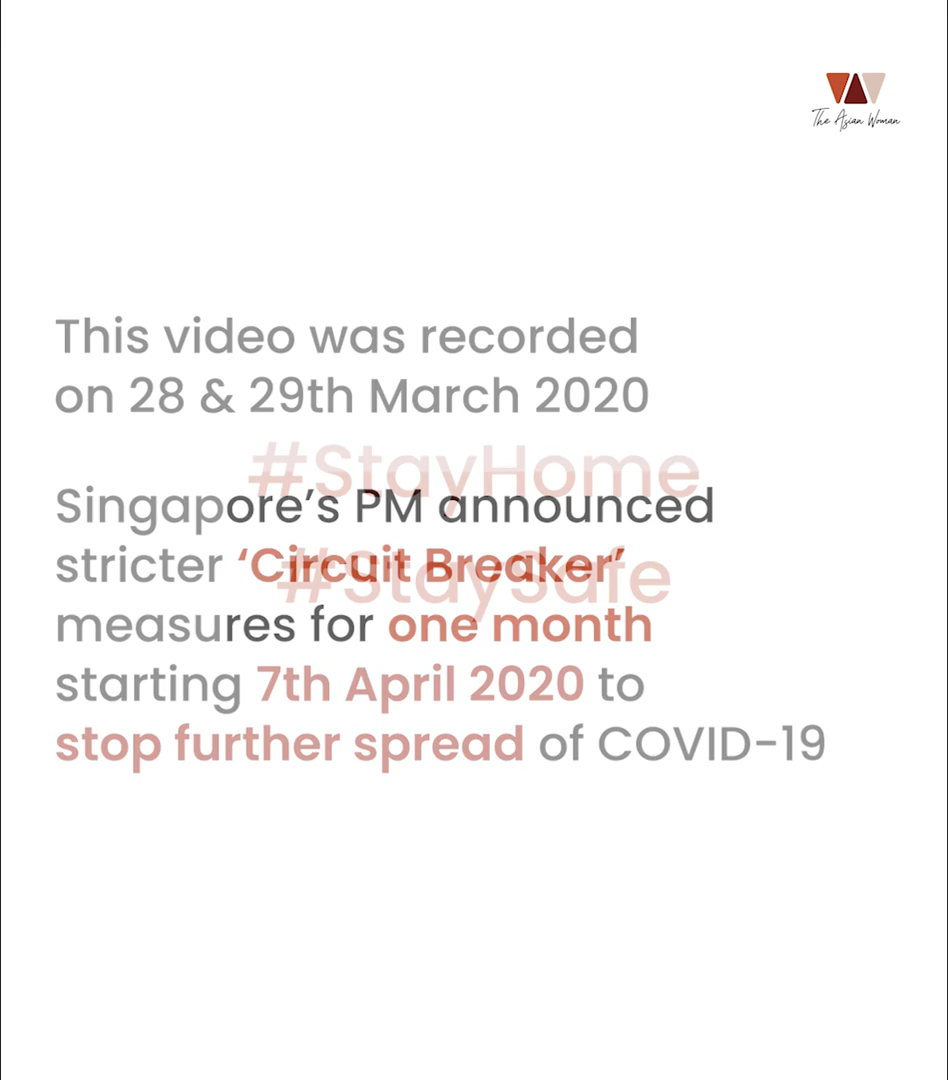 The Asian Woman
This video was recorded
on 28 & 29th March 2020
#StayHome
Singapore’s PM announced
stricter ‘Circuit Breaker’
#StaySafe
measures for one month
starting 7th April 2020 to
stop further spread of COVID-19